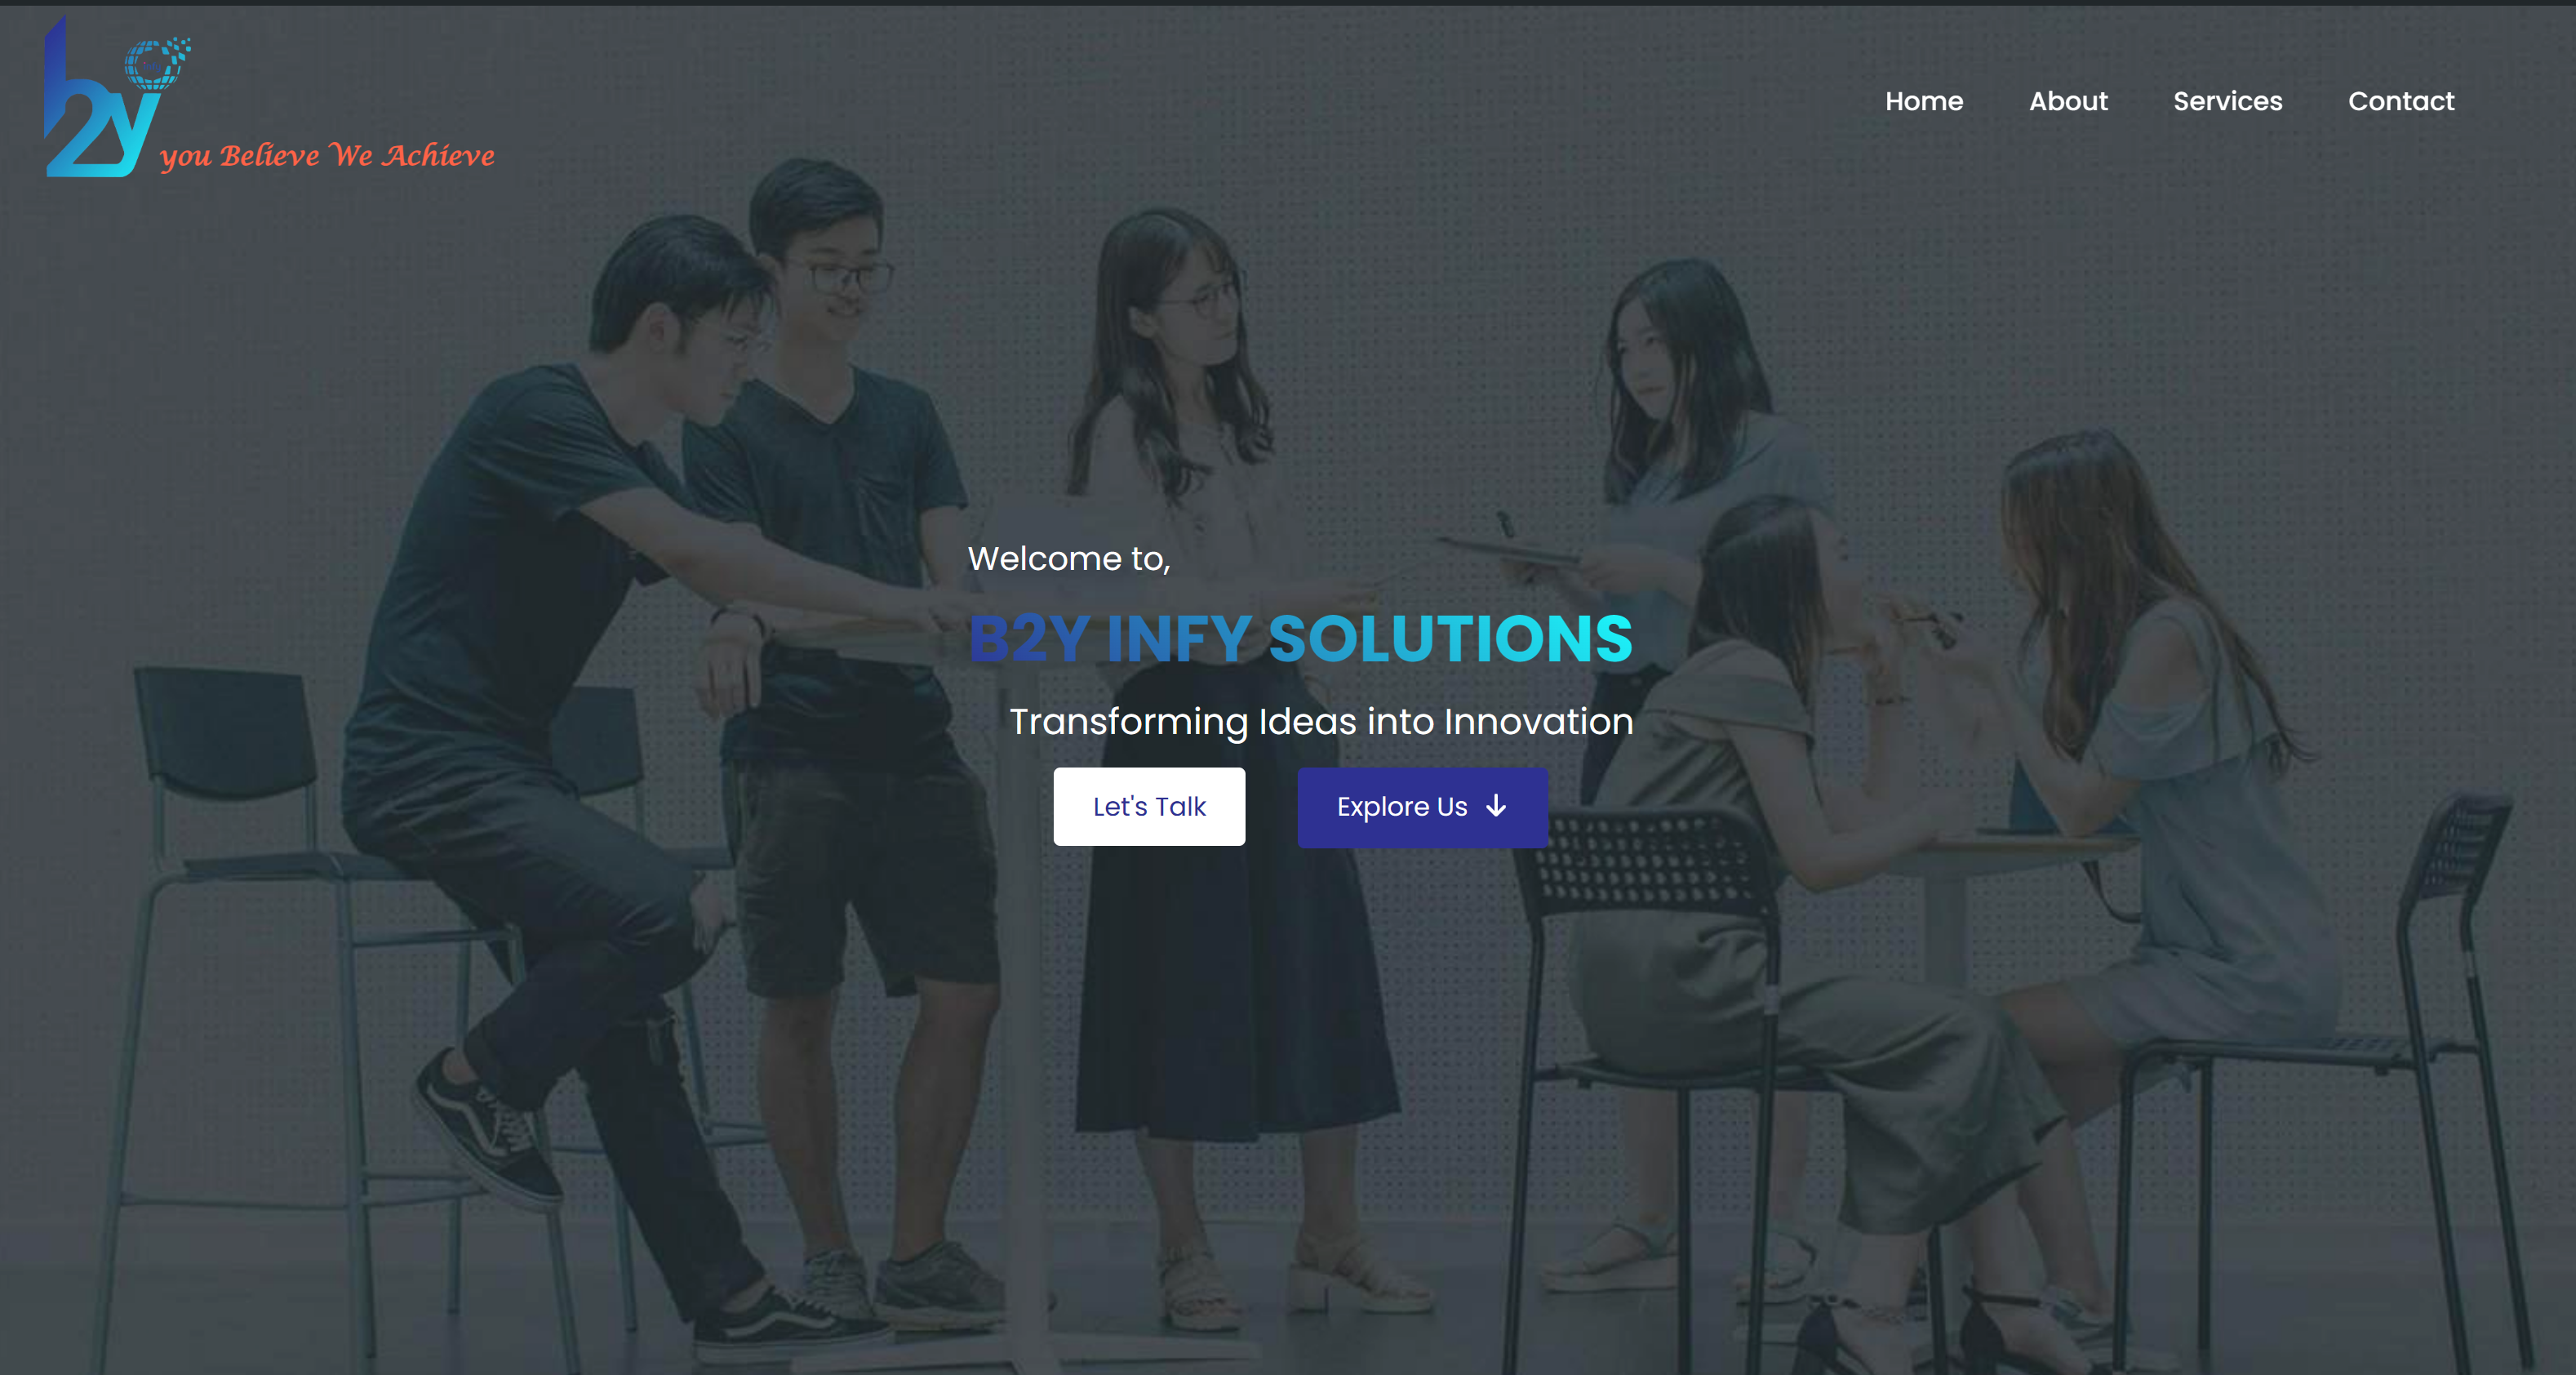 b2y
you Believe We Achieve
Home About Services Contact
Welcome to,
B2Y INFY SOLUTIONS
Transforming Ideas into Innovation
Let's Talk Explore Us